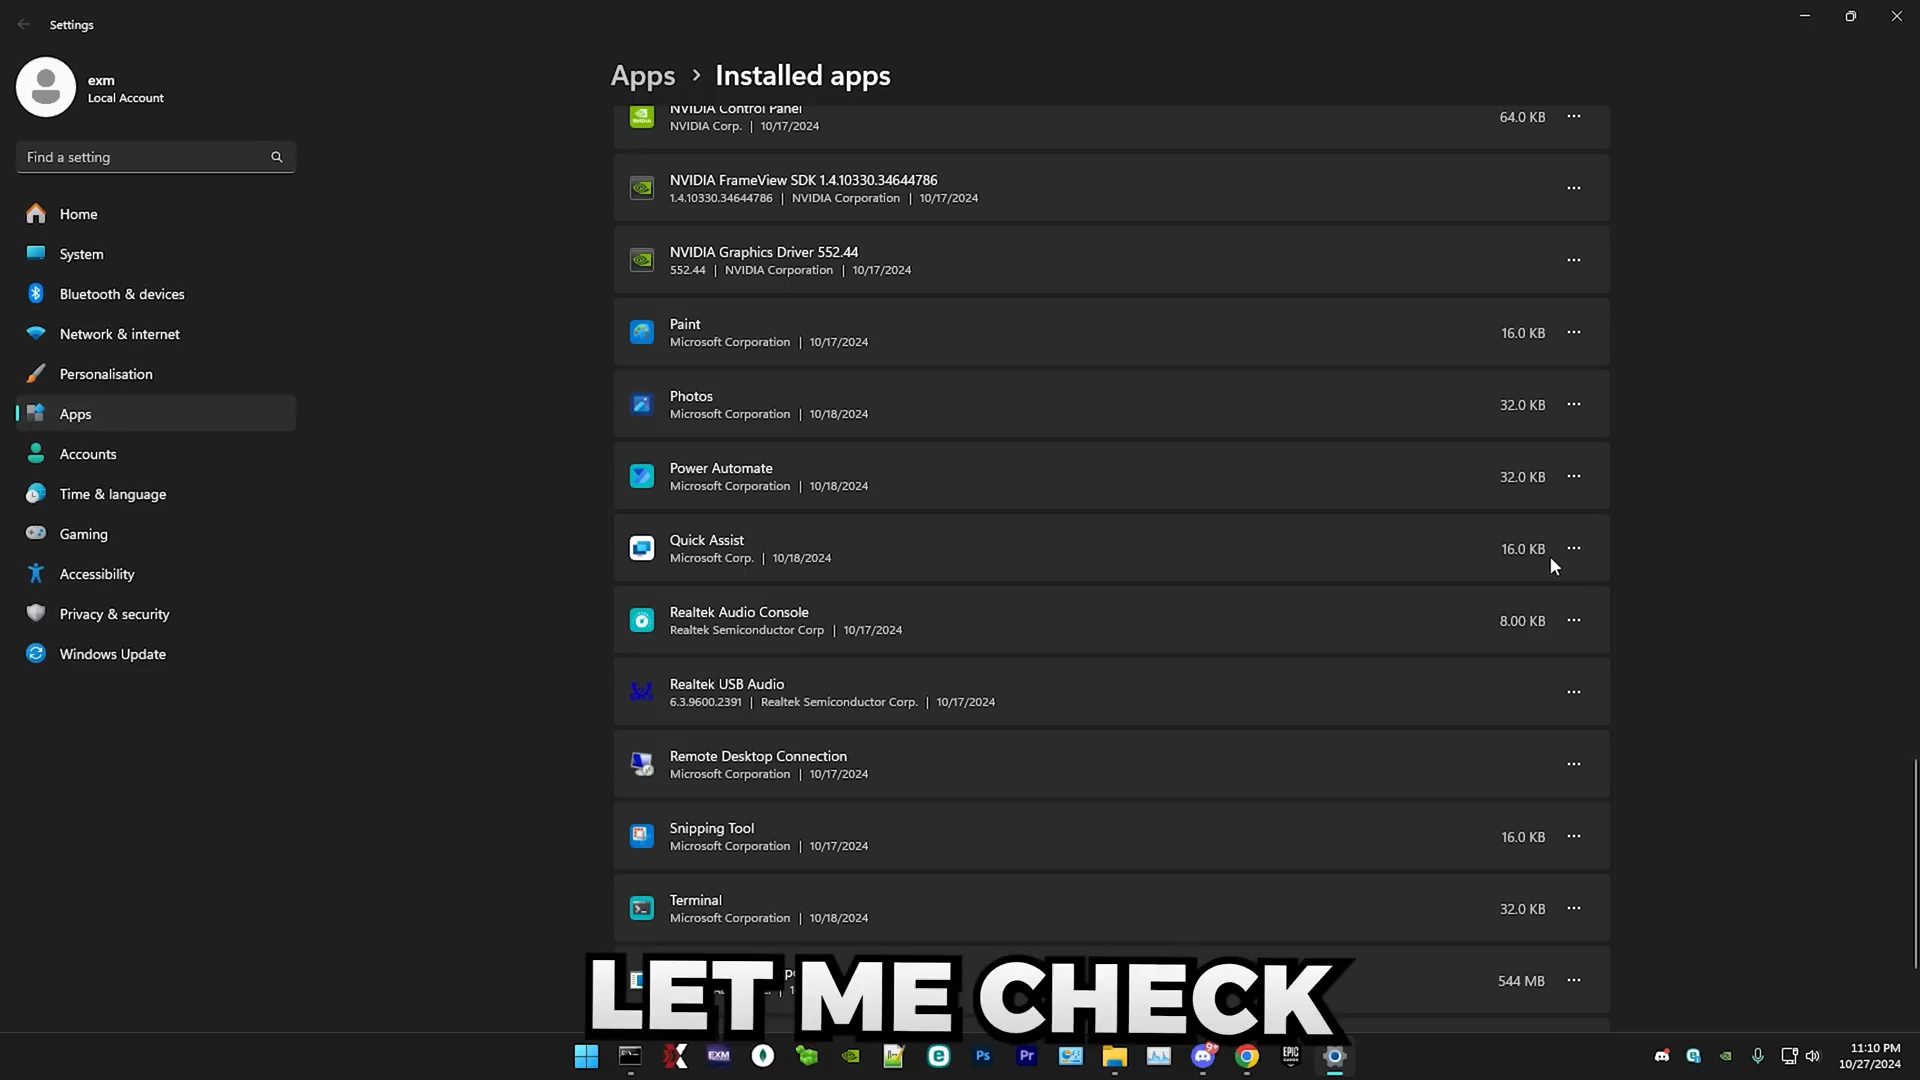 Settings
exm
Local Account
Find a setting
Home
System
Bluetooth & devices
Network & internet
Personalisation
Apps
Accounts
Time & language
Gaming
Accessibility
Privacy & security
Windows Update
Apps > Installed apps
NVIDIA Control Panel
NVIDIA Corp. | 10/17/2024
64.0 KB
NVIDIA FrameView SDK 1.4.10330.34644786
1.4.10330.34644786 | NVIDIA Corporation | 10/17/2024
NVIDIA Graphics Driver 552.44
552.44 | NVIDIA Corporation | 10/17/2024
Paint
Microsoft Corporation | 10/17/2024
16.0 KB
Photos
Microsoft Corporation | 10/18/2024
32.0 KB
Power Automate
Microsoft Corporation | 10/18/2024
32.0 KB
Quick Assist
Microsoft Corp. | 10/18/2024
16.0 KB
Realtek Audio Console
Realtek Semiconductor Corp | 10/17/2024
8.00 KB
Realtek USB Audio
6.3.9600.2391 | Realtek Semiconductor Corp. | 10/17/2024
Remote Desktop Connection
Microsoft Corporation | 10/17/2024
Snipping Tool
Microsoft Corporation | 10/17/2024
16.0 KB
Terminal
Microsoft Corporation | 10/18/2024
32.0 KB
544 MB
LET ME CHECK
EXM
Ps
Pr
9+
EPIC
GAMES
11:10 PM
10/27/2024